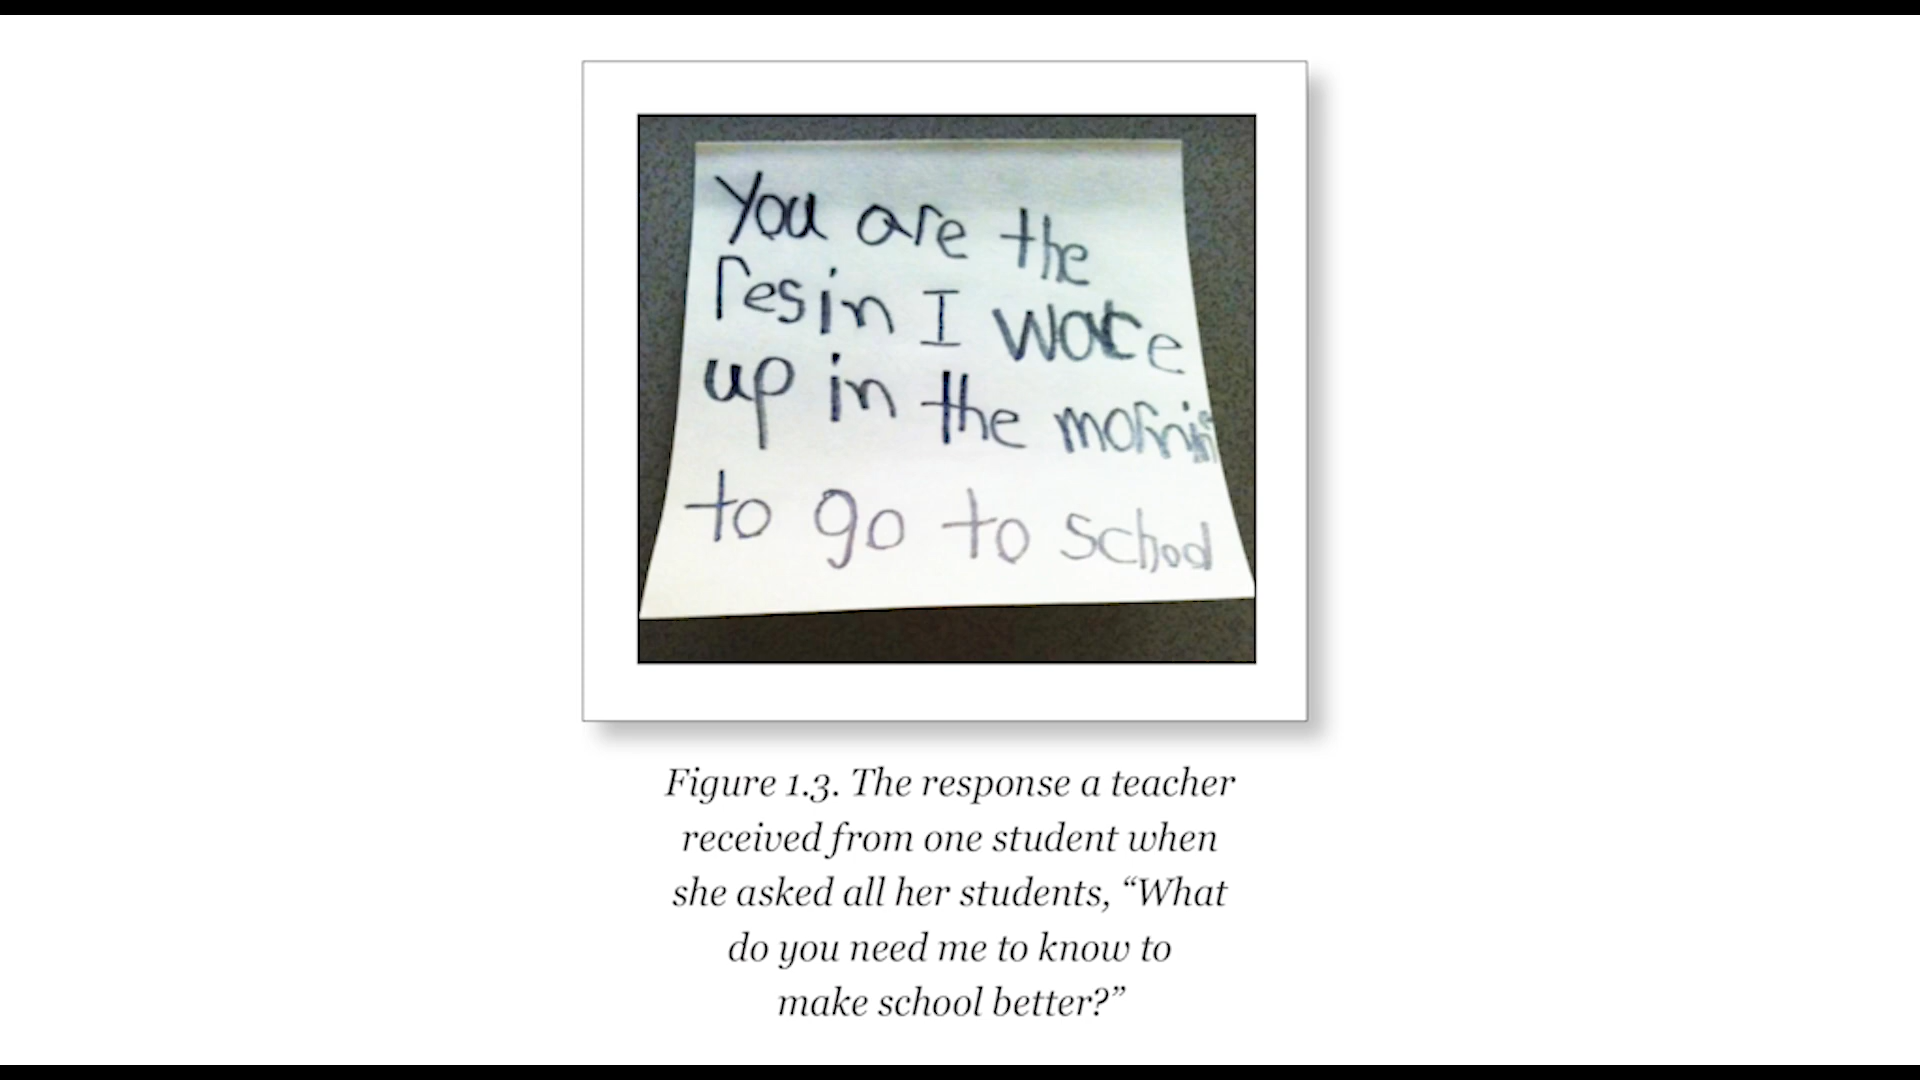 You are the
resin I wace
up in the mornin
to go to school
Figure 1.3. The response a teacher
received from one student when
she asked all her students, “What
do you need me to know to
make school better?”